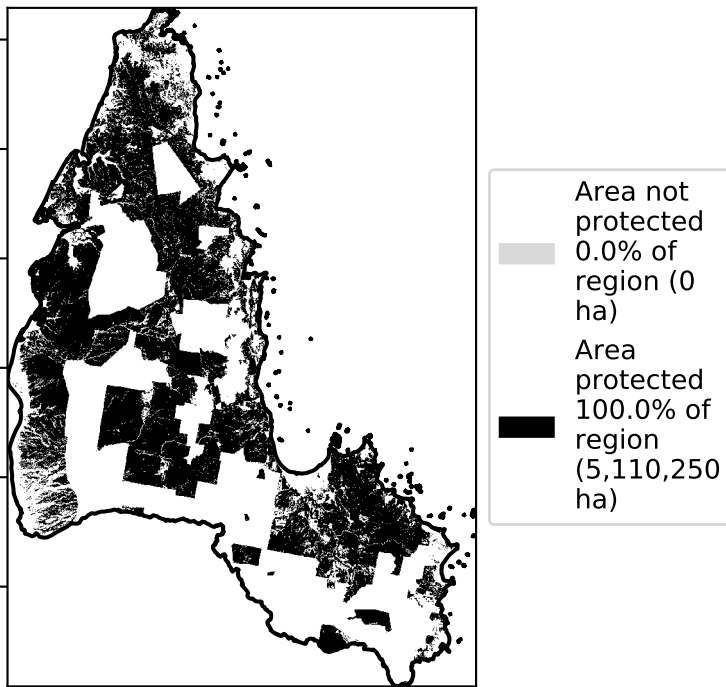 Area not
protected
0.0% of
region (0
ha)
Area
protected
100.0% of
region
(5,110,250
ha)